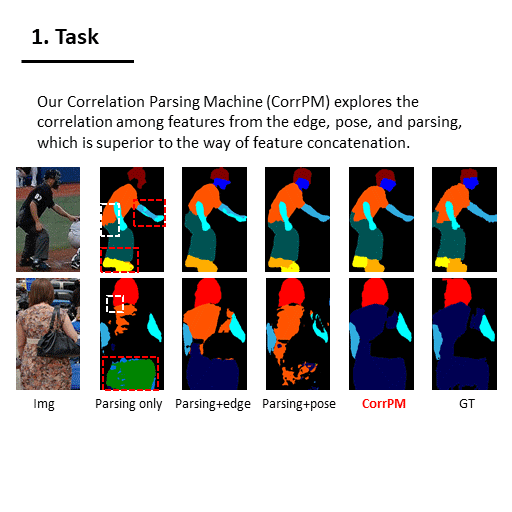 1. Task
Our Correlation Parsing Machine (CorrPM) explores the
correlation among features from the edge, pose, and parsing,
which is superior to the way of feature concatenation.
Img Parsing only Parsing+edge Parsing+pose CorrPM GT